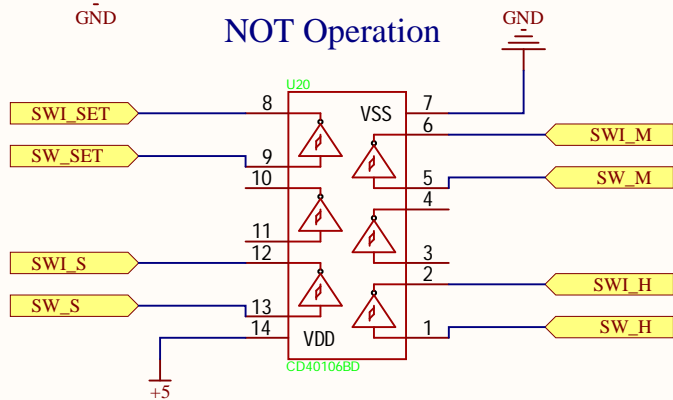 GND
NOT Operation
GND
U20
SWI_SET
8
VSS
7
6
SWI_M
SW_SET
9
10
5
SW_M
4
11
3
SWI_S
12
2
SWI_H
SW_S
13
14
VDD
1
SW_H
CD40106BD
+5